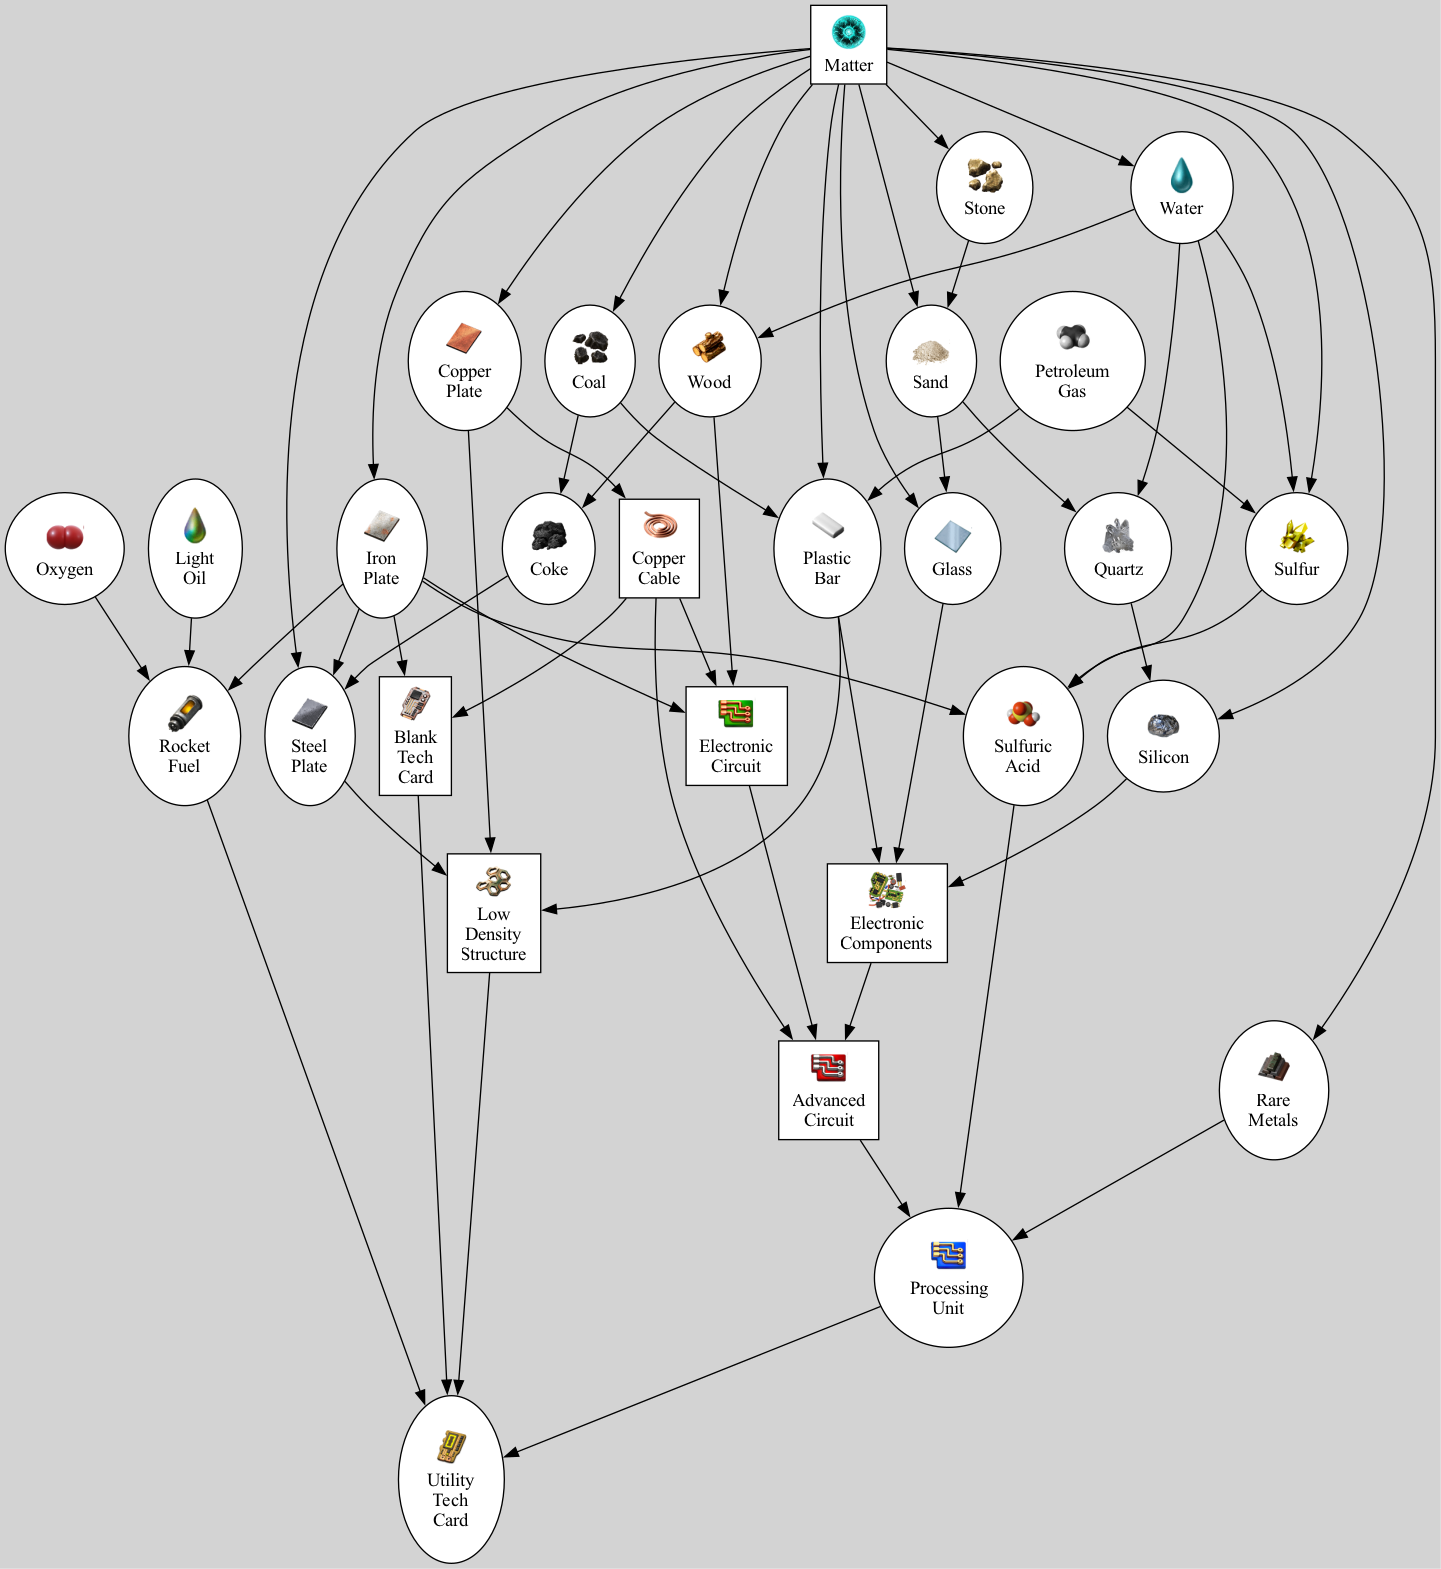 Matter
Stone
Water
Copper
Plate
Coal
Wood
Sand
Petroleum
Gas
Oxygen
Light
Oil
Iron
Plate
Coke
Copper
Cable
Plastic
Bar
Glass
Quartz
Sulfur
Rocket
Fuel
Steel
Plate
Blank
Tech
Card
Electronic
Circuit
Sulfuric
Acid
Silicon
Low
Density
Structure
Electronic
Components
Advanced
Circuit
Rare
Metals
Processing
Unit
Utility
Tech
Card